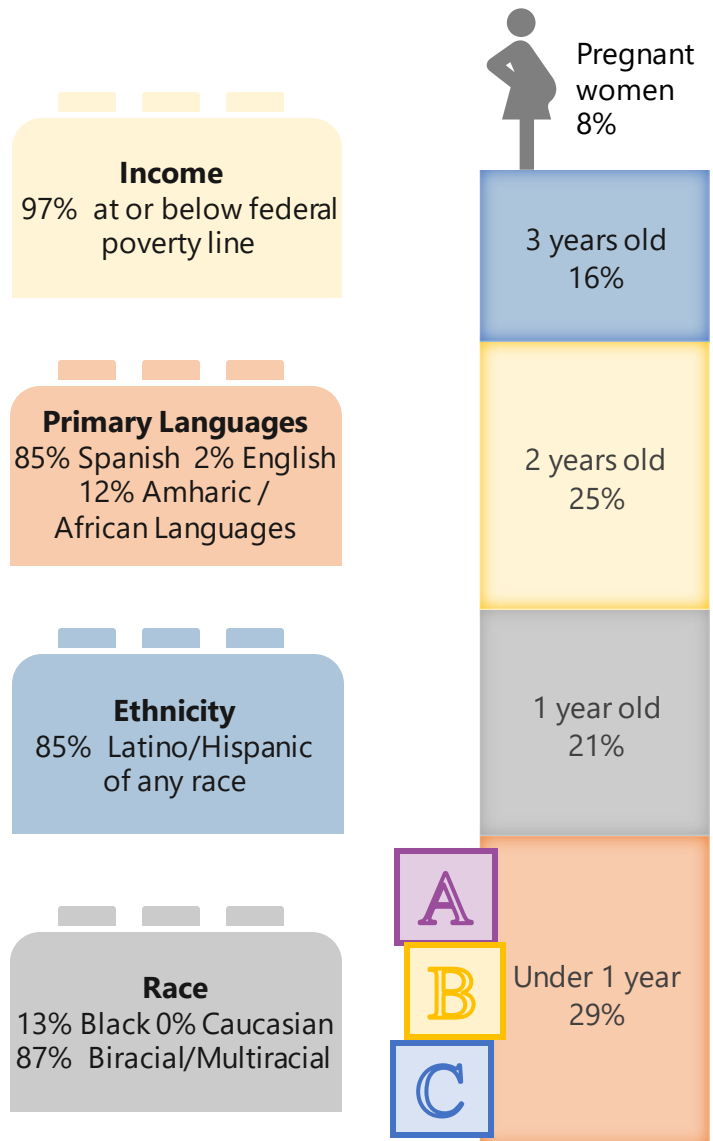 Income
97% at or below federal
poverty line
Primary Languages
85% Spanish 2% English
12% Amharic /
African Languages
Ethnicity
85% Latino/Hispanic
of any race
Race
13% Black 0% Caucasian
87% Biracial/Multiracial
Pregnant
women
8%
3 years old
16%
2 years old
25%
1 year old
21%
Under 1 year
29%
A
B
C